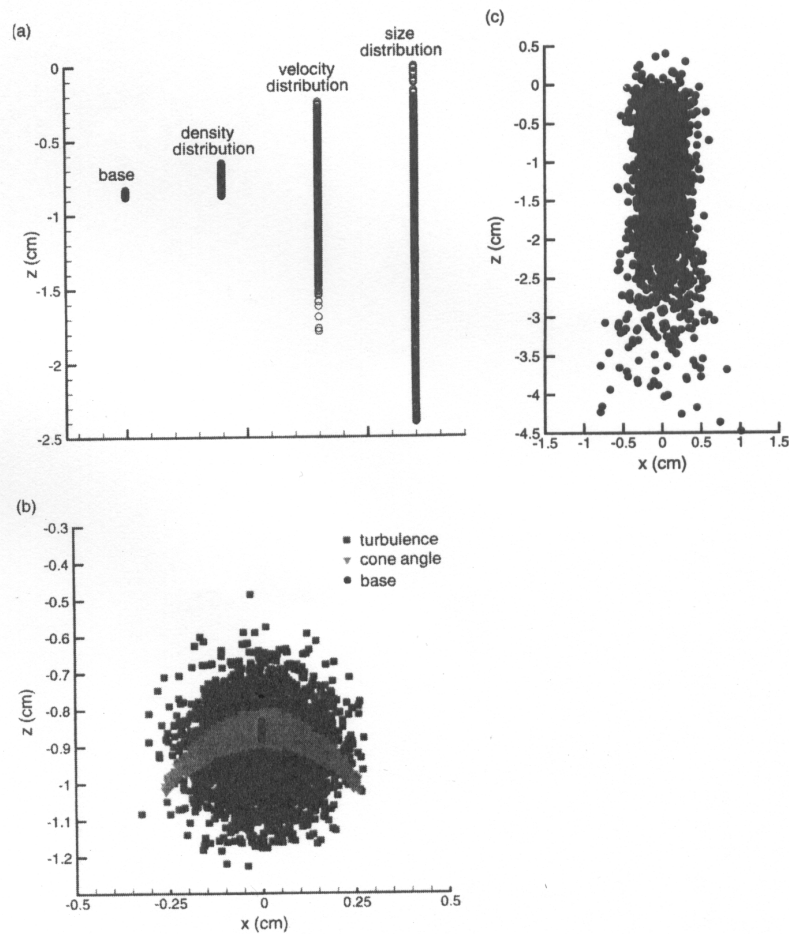 (a)
size
distribution
velocity
distribution
density
distribution
base
0
-0.5
-1
-1.5
-2
-2.5
z (cm)
(c)
0.5
0
-0.5
-1
-1.5
-2
-2.5
-3
-3.5
-4
-4.5
z (cm)
-1.5
-1
-0.5
0
0.5
1
1.5
x (cm)
(b)
-0.3
-0.4
-0.5
-0.6
-0.7
-0.8
-0.9
-1
-1.1
-1.2
z (cm)
turbulence
cone angle
base
-0.5
-0.25
0
0.25
0.5
x (cm)